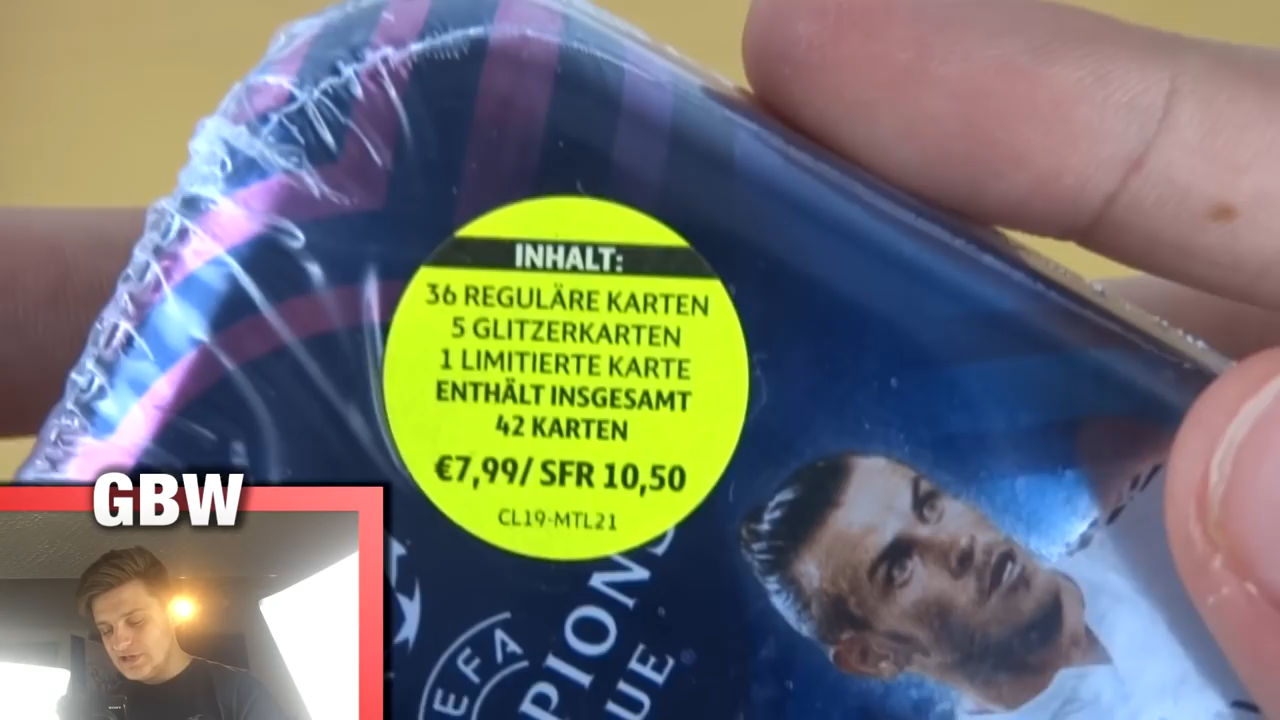 INHALT:
36 REGULÄRE KARTEN
5 GLITZERKARTEN
1 LIMITIERTE KARTE
ENTHÄLT INSGESAMT
42 KARTEN
€7,99/ SFR 10,50
CL19-MTL21
GBW
UEFA